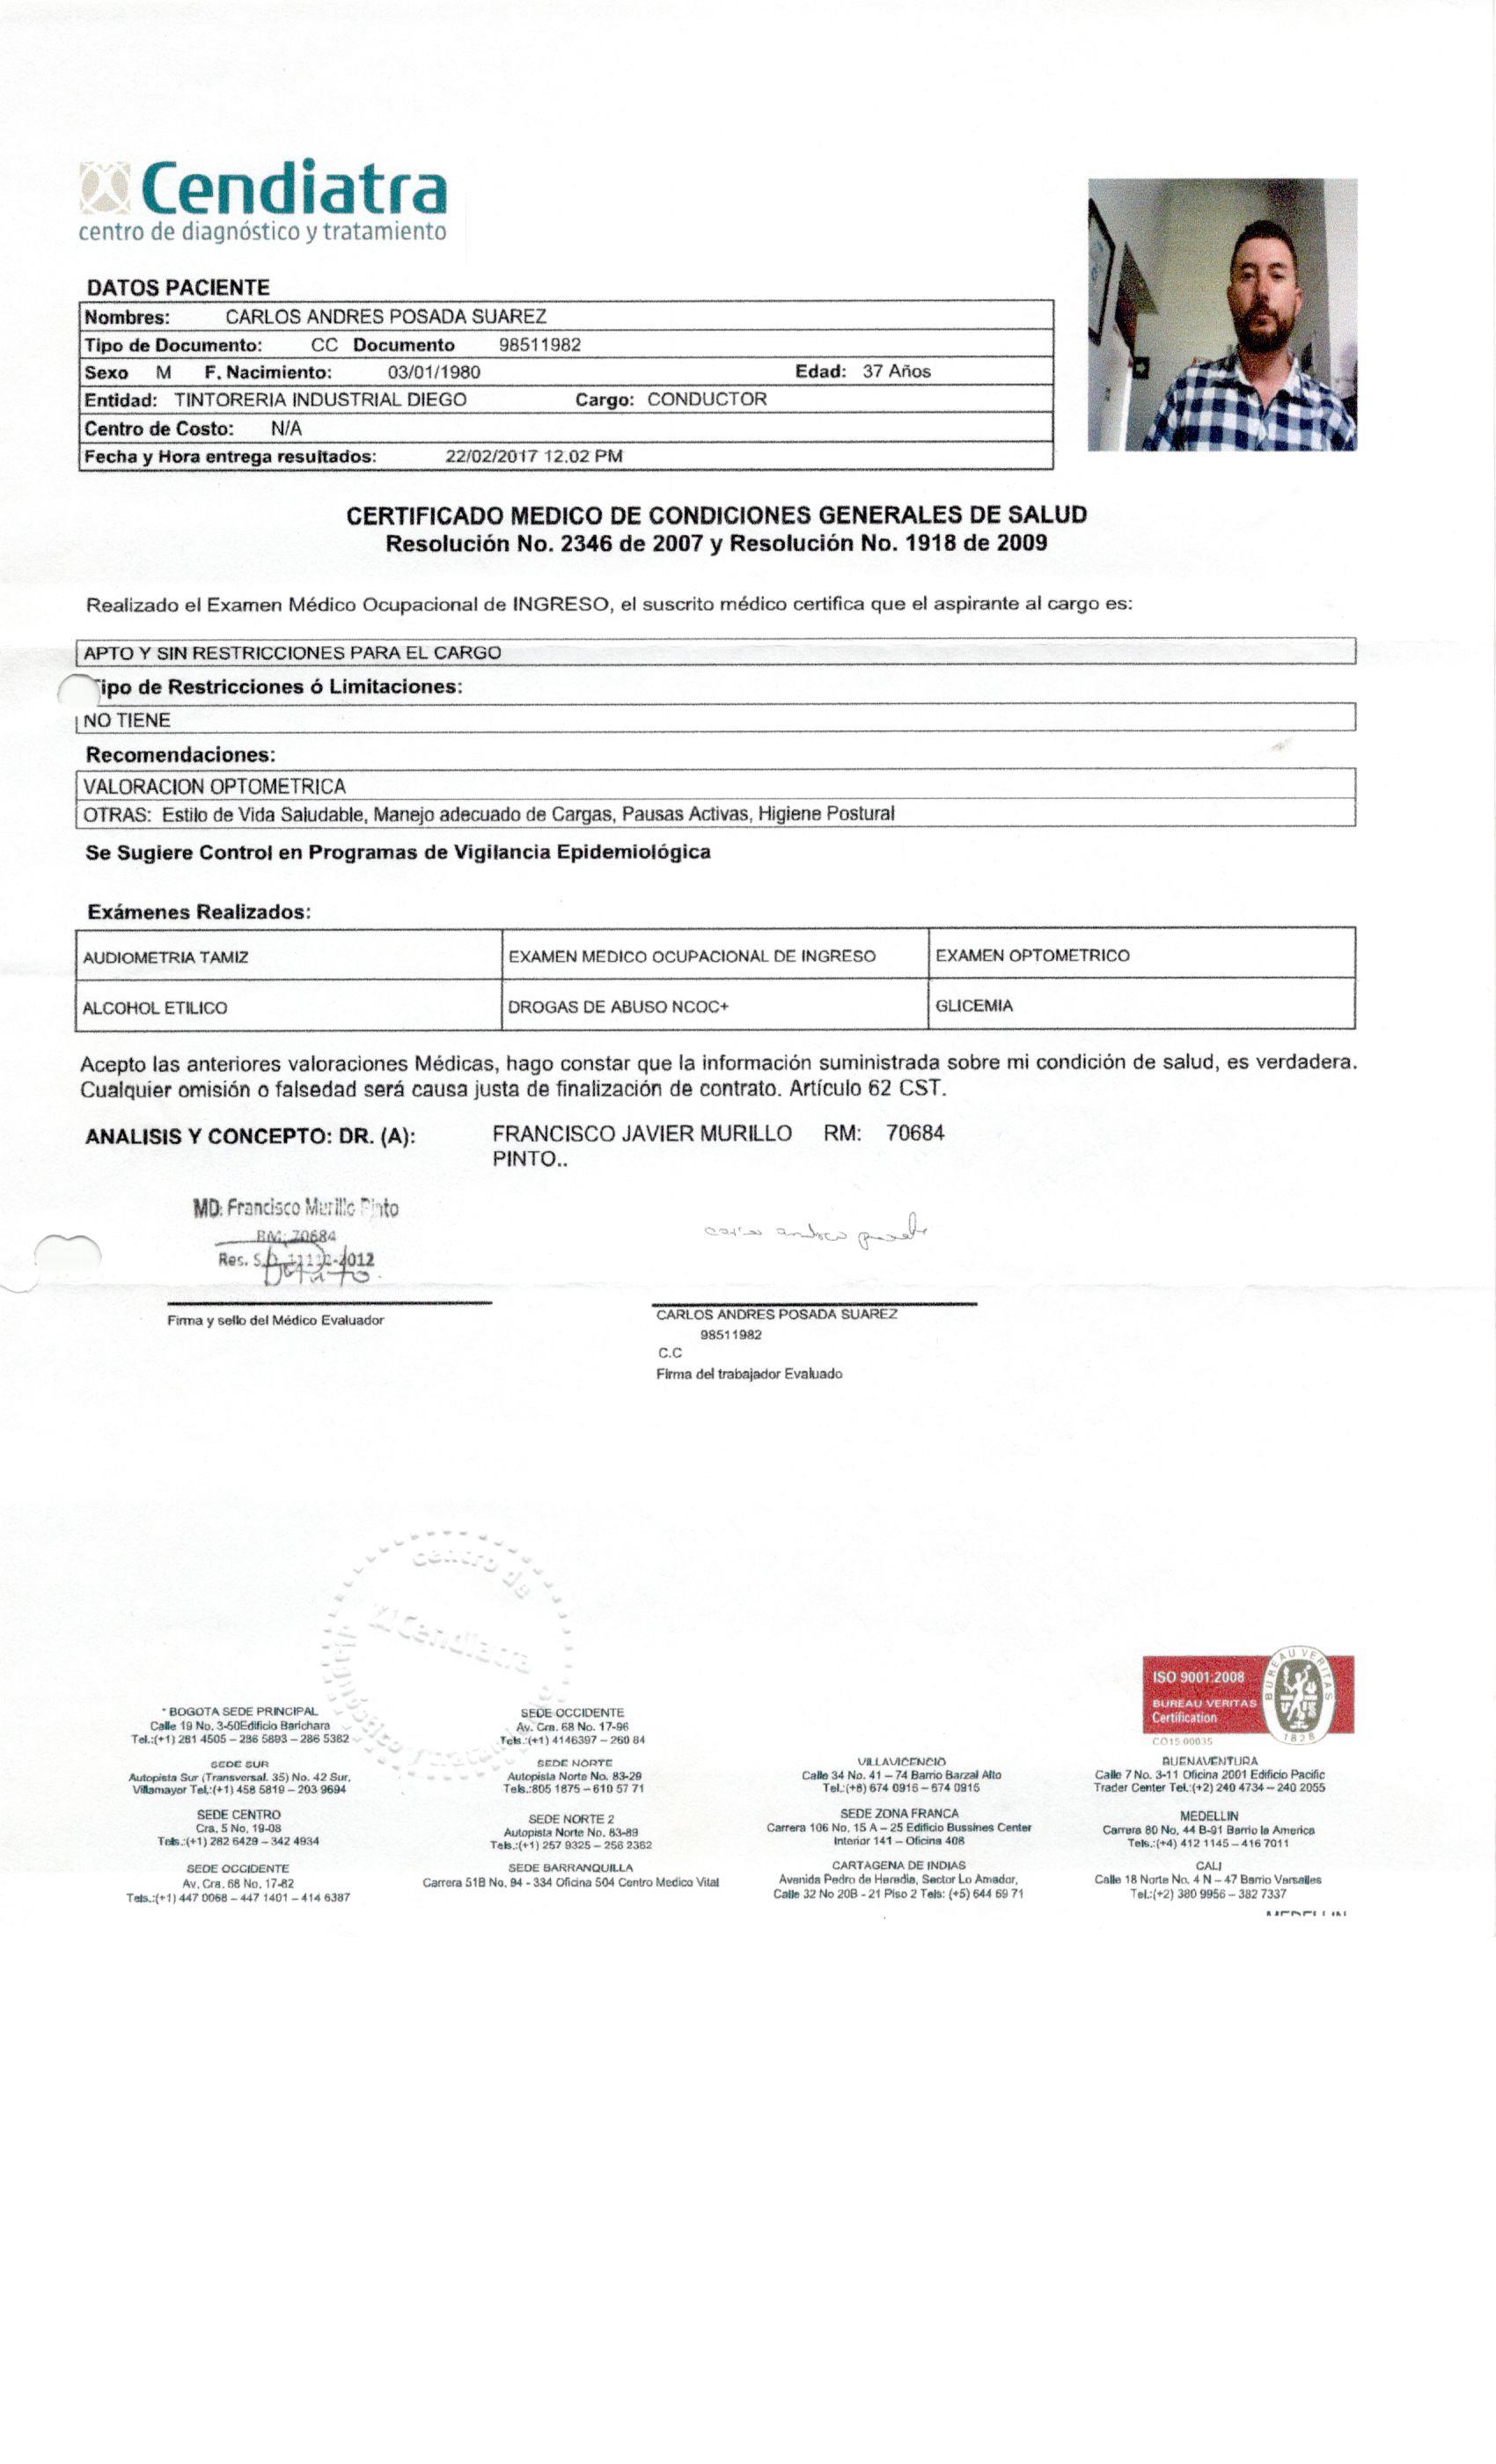 Cendiatra
centro de diagnóstico y tratamiento
DATOS PACIENTE
Nombres: CARLOS ANDRES POSADA SUAREZ
Tipo de Documento: CC Documento 98511982
Sexo M F. Nacimiento: 03/01/1980 Edad: 37 Años
Entidad: TINTORERIA INDUSTRIAL DIEGO Cargo: CONDUCTOR
Centro de Costo: N/A
Fecha y Hora entrega resultados: 22/02/2017 12.02 PM
CERTIFICADO MEDICO DE CONDICIONES GENERALES DE SALUD
Resolución No. 2346 de 2007 y Resolución No. 1918 de 2009
Realizado el Examen Médico Ocupacional de INGRESO, el suscrito médico certifica que el aspirante al cargo es:
APTO Y SIN RESTRICCIONES PARA EL CARGO
Tipo de Restricciones ó Limitaciones:
NO TIENE
Recomendaciones:
VALORACION OPTOMETRICA
OTRAS: Estilo de Vida Saludable, Manejo adecuado de Cargas, Pausas Activas, Higiene Postural
Se Sugiere Control en Programas de Vigilancia Epidemiológica
Exámenes Realizados:
AUDIOMETRIA TAMIZ EXAMEN MEDICO OCUPACIONAL DE INGRESO EXAMEN OPTOMETRICO
ALCOHOL ETILICO DROGAS DE ABUSO NCOC+ GLICEMIA
Acepto las anteriores valoraciones Médicas, hago constar que la información suministrada sobre mi condición de salud, es verdadera.
Cualquier omisión o falsedad será causa justa de finalización de contrato. Artículo 62 CST.
ANALISIS Y CONCEPTO: DR. (A): FRANCISCO JAVIER MURILLO RM: 70684
PINTO..
MD: Francisco Murillo Pinto
RM: 70684
Res. S.
Firma y sello del Médico Evaluador
CARLOS ANDRES POSADA SUAREZ
98511982
C.C
Firma del trabajador Evaluado
centro de
Cendiatra
ISO 9001:2008
BUREAU VERITAS
Certification
CO15 00035
BUREAU VERITAS
1828
* BOGOTA SEDE PRINCIPAL
Calle 19 No. 3-50Edificio Barichara
Tel.:(+1) 281 4505 – 286 5893 – 286 5382
SEDE SUR
Autopista Sur (Transversal. 35) No. 42 Sur,
Villamayor Tel.:(+1) 458 5819 – 203 9694
SEDE CENTRO
Cra. 5 No. 19-08
Tels.:(+1) 282 6429 – 342 4934
SEDE OCCIDENTE
Av. Cra. 68 No. 17-82
Tels.:(+1) 447 0068 – 447 1401 – 414 6387
SEDE OCCIDENTE
Av. Cra. 68 No. 17-96
Tels.:(+1) 4146397 – 260 84
SEDE NORTE
Autopista Norte No. 83-29
Tels.:805 1875 – 610 57 71
SEDE NORTE 2
Autopista Norte No. 83-89
Tels.:(+1) 257 9325 – 256 2362
SEDE BARRANQUILLA
Carrera 51B No. 94 - 334 Oficina 504 Centro Medico Vital
VILLAVICENCIO
Calle 34 No. 41 – 74 Barrio Barzal Alto
Tel.:(+8) 674 0916 – 674 0915
SEDE ZONA FRANCA
Carrera 106 No. 15 A – 25 Edificio Bussines Center
Interior 141 – Oficina 408
CARTAGENA DE INDIAS
Avenida Pedro de Heredia, Sector Lo Amador,
Calle 32 No 20B - 21 Piso 2 Tels: (+5) 644 69 71
BUENAVENTURA
Calle 7 No. 3-11 Oficina 2001 Edificio Pacific
Trader Center Tel.:(+2) 240 4734 – 240 2055
MEDELLIN
Carrera 80 No. 44 B-91 Barrio la America
Tels.:(+4) 412 1145 – 416 7011
CALI
Calle 18 Norte No. 4 N – 47 Barrio Versalles
Tel.:(+2) 380 9956 – 382 7337
MEDELLIN